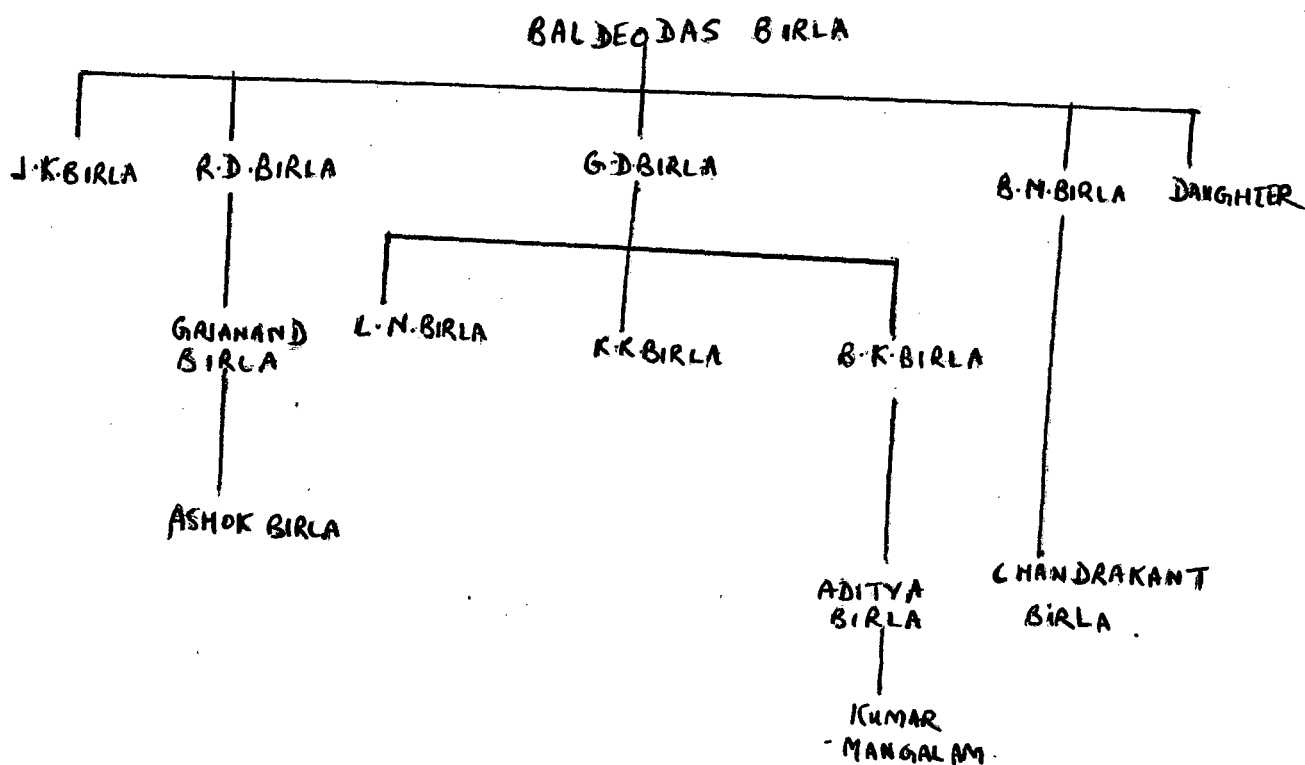 BALDEODAS BIRLA
J.K.BIRLA R.D.BIRLA G.D.BIRLA B.M.BIRLA DAUGHTER
GAJANAND
BIRLA
L.N.BIRLA K.K.BIRLA B.K.BIRLA
ASHOK BIRLA
ADITYA
BIRLA
CHANDRAKANT
BIRLA.
KUMAR
-MANGALAM.